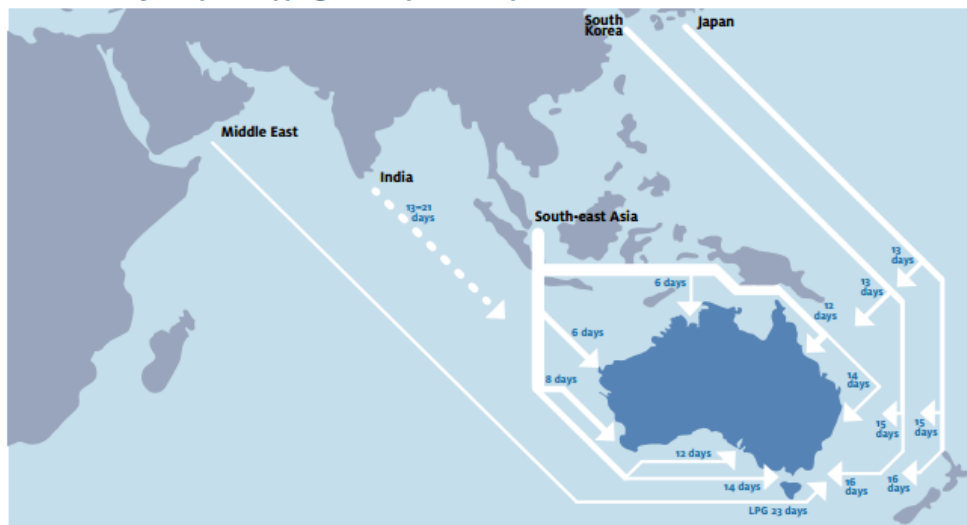 South
Korea
Japan
Middle East
India
13–21
days
South-east Asia
13
days
13
days
6 days
12
days
6 days
8 days
14
days
15
days
15
days
12 days
14 days
16
days
16
days
LPG 23 days